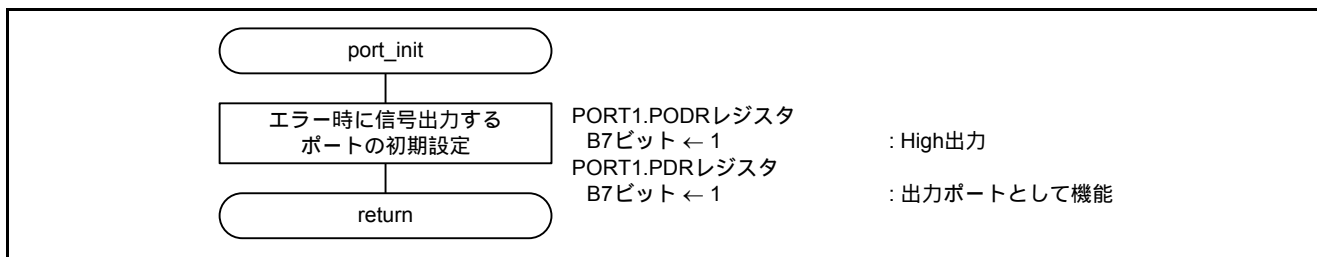 port_init
エラー時に信号出力する
ポートの初期設定
PORT1.PODRレジスタ
B7ビット ← 1 : High出力
PORT1.PDRレジスタ
B7ビット ← 1 : 出力ポートとして機能
return